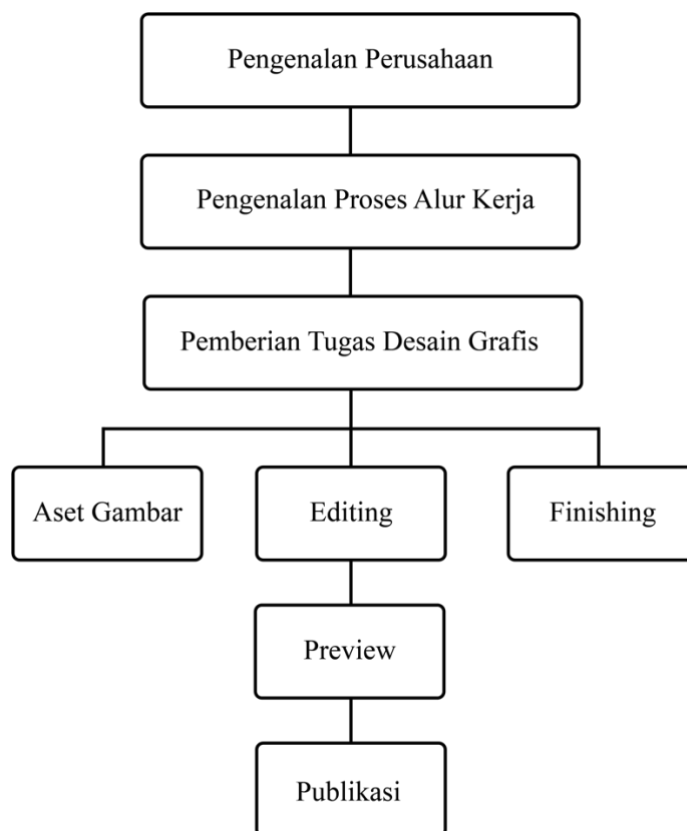 Pengenalan Perusahaan
Pengenalan Proses Alur Kerja
Pemberian Tugas Desain Grafis
Aset Gambar
Editing
Finishing
Preview
Publikasi